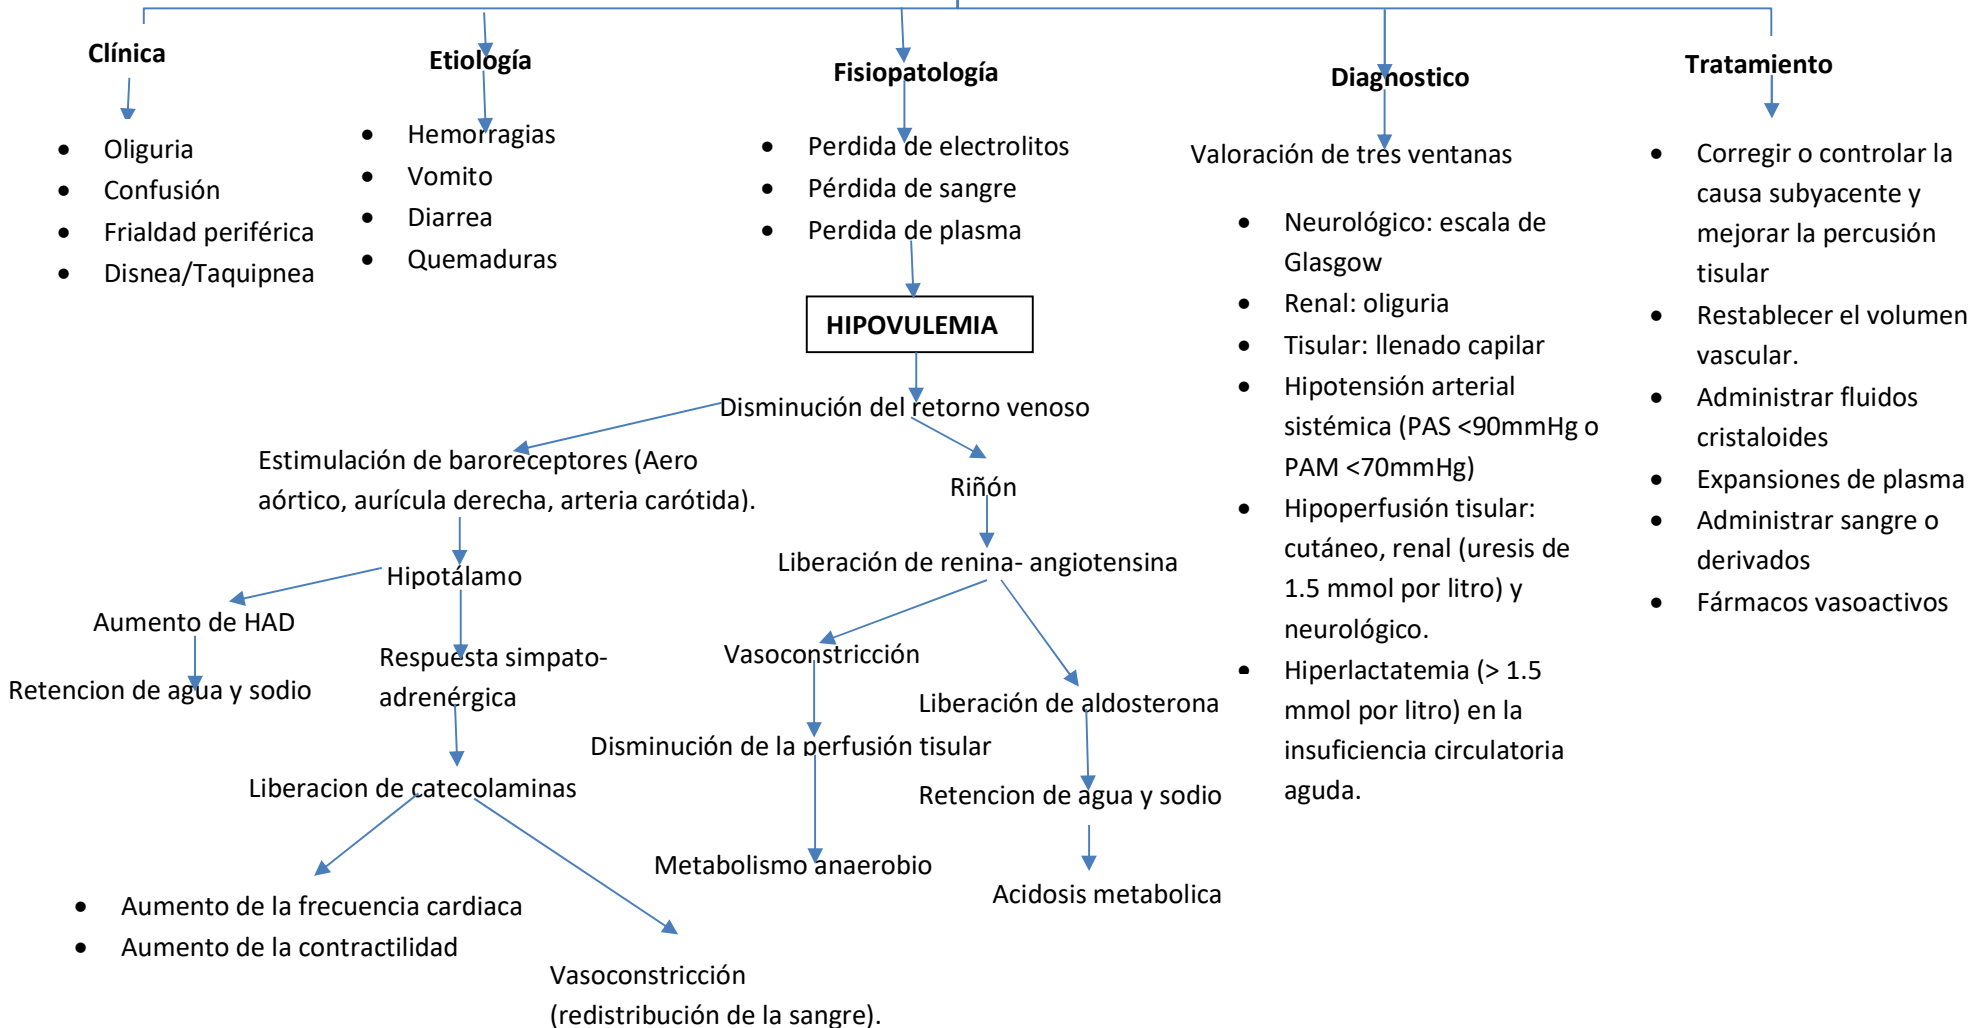 Clínica
Oliguria
Confusión
Frialdad periférica
Disnea/Taquipnea
Etiología
Hemorragias
Vomito
Diarrea
Quemaduras
Fisiopatología
Perdida de electrolitos
Pérdida de sangre
Perdida de plasma
HIPOVULEMIA
Disminución del retorno venoso
Estimulación de baroreceptores (Aero
aórtico, aurícula derecha, arteria carótida).
Hipotálamo
Aumento de HAD
Retencion de agua y sodio
Respuesta simpato-
adrenérgica
Liberacion de catecolaminas
Aumento de la frecuencia cardiaca
Aumento de la contractilidad
Vasoconstricción
(redistribución de la sangre).
Riñón
Liberación de renina- angiotensina
Vasoconstricción
Disminución de la perfusión tisular
Metabolismo anaerobio
Liberación de aldosterona
Retencion de agua y sodio
Acidosis metabolica
Diagnostico
Valoración de tres ventanas
Neurológico: escala de
Glasgow
Renal: oliguria
Tisular: llenado capilar
Hipotensión arterial
sistémica (PAS <90mmHg o
PAM <70mmHg)
Hipoperfusión tisular:
cutáneo, renal (uresis de
1.5 mmol por litro) y
neurológico.
Hiperlactatemia (> 1.5
mmol por litro) en la
insuficiencia circulatoria
aguda.
Tratamiento
Corregir o controlar la
causa subyacente y
mejorar la percusión
tisular
Restablecer el volumen
vascular.
Administrar fluidos
cristaloides
Expansiones de plasma
Administrar sangre o
derivados
Fármacos vasoactivos